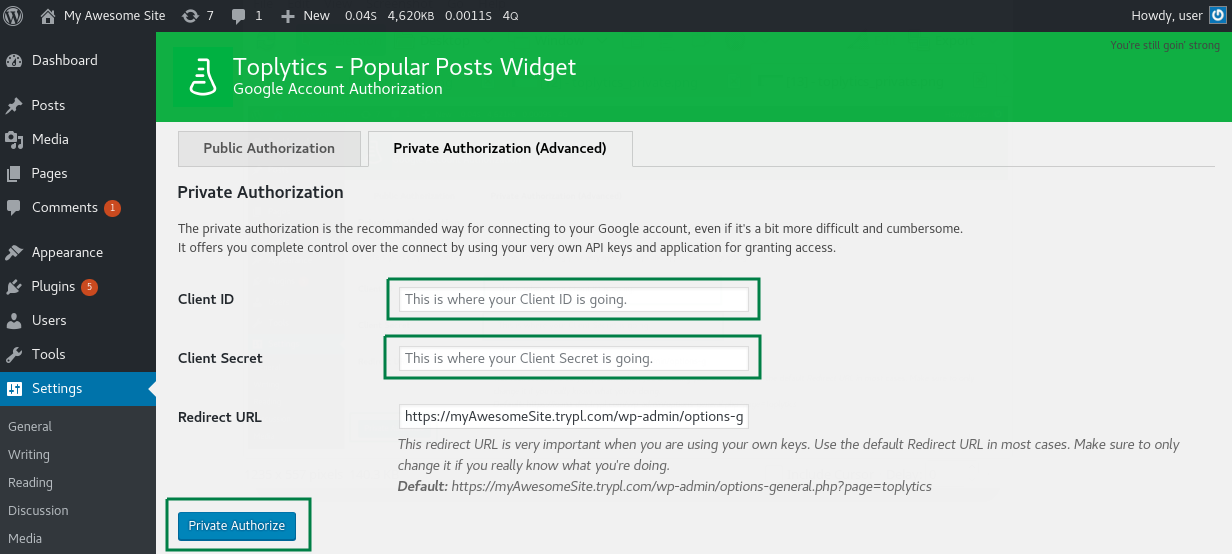 My Awesome Site 7 1 New 0.04s 4,620KB 0.0011s 4Q Howdy, user
You're still goin' strong
Toplytics - Popular Posts Widget
Google Account Authorization
Dashboard
Posts
Media
Pages
Comments 1
Appearance
Plugins 5
Users
Tools
Settings
General
Writing
Reading
Discussion
Media
Public Authorization Private Authorization (Advanced)
Private Authorization
The private authorization is the recommanded way for connecting to your Google account, even if it's a bit more difficult and cumbersome.
It offers you complete control over the connect by using your very own API keys and application for granting access.
Client ID This is where your Client ID is going.
Client Secret This is where your Client Secret is going.
Redirect URL https://myAwesomeSite.trypl.com/wp-admin/options-g
This redirect URL is very important when you are using your own keys. Use the default Redirect URL in most cases. Make sure to only
change it if you really know what you're doing.
Default: https://myAwesomeSite.trypl.com/wp-admin/options-general.php?page=toplytics
Private Authorize